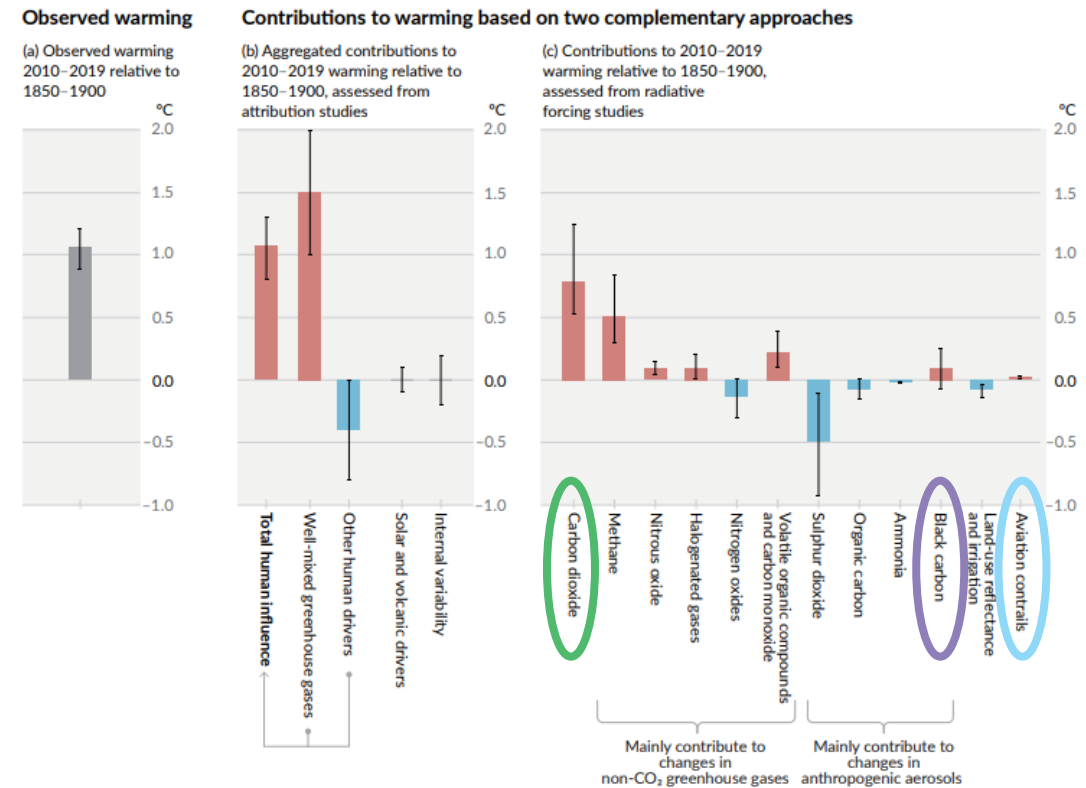 Observed warming
Contributions to warming based on two complementary approaches
(a) Observed warming
2010–2019 relative to
1850–1900
(b) Aggregated contributions to
2010–2019 warming relative to
1850–1900, assessed from
attribution studies
(c) Contributions to 2010–2019
warming relative to 1850–1900,
assessed from radiative
forcing studies
°C
2.0
1.5
1.0
0.5
0.0
–0.5
–1.0
°C
2.0
1.5
1.0
0.5
0.0
–0.5
–1.0
°C
2.0
1.5
1.0
0.5
0.0
–0.5
–1.0
Total human influence
Well-mixed greenhouse gases
Other human drivers
Solar and volcanic drivers
Internal variability
Carbon dioxide
Methane
Nitrous oxide
Halogenated gases
Nitrogen oxides
Volatile organic compounds
and carbon monoxide
Sulphur dioxide
Organic carbon
Ammonia
Black carbon
Land-use reflectance
and irrigation
Aviation contrails
Mainly contribute to
changes in
non-CO₂ greenhouse gases
Mainly contribute to
changes in
anthropogenic aerosols